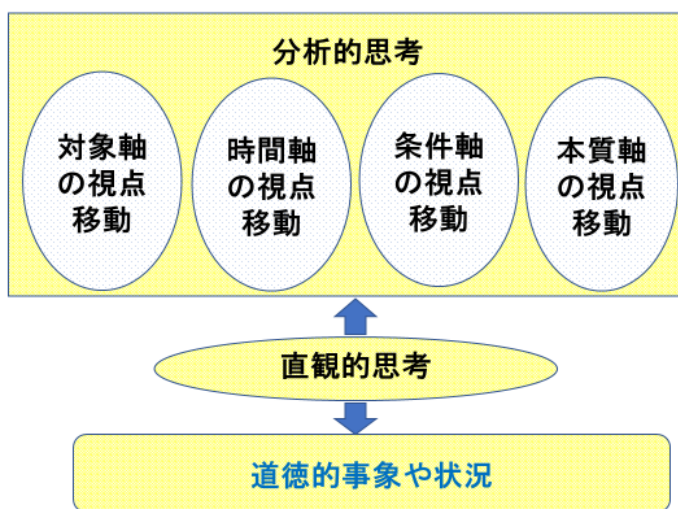 分析的思考
対象軸
の視点
移動
時間軸
の視点
移動
条件軸
の視点
移動
本質軸
の視点
移動
直観的思考
道徳的事象や状況